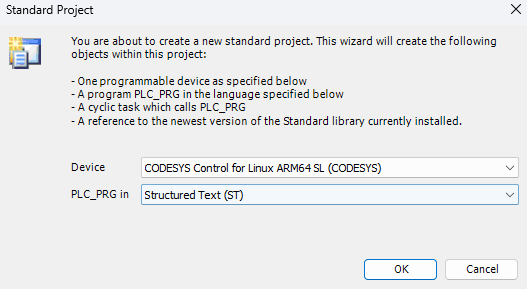 Standard Project
You are about to create a new standard project. This wizard will create the following
objects within this project:
- One programmable device as specified below
- A program PLC_PRG in the language specified below
- A cyclic task which calls PLC_PRG
- A reference to the newest version of the Standard library currently installed.
Device
CODESYS Control for Linux ARM64 SL (CODESYS)
PLC_PRG in
Structured Text (ST)
OK
Cancel